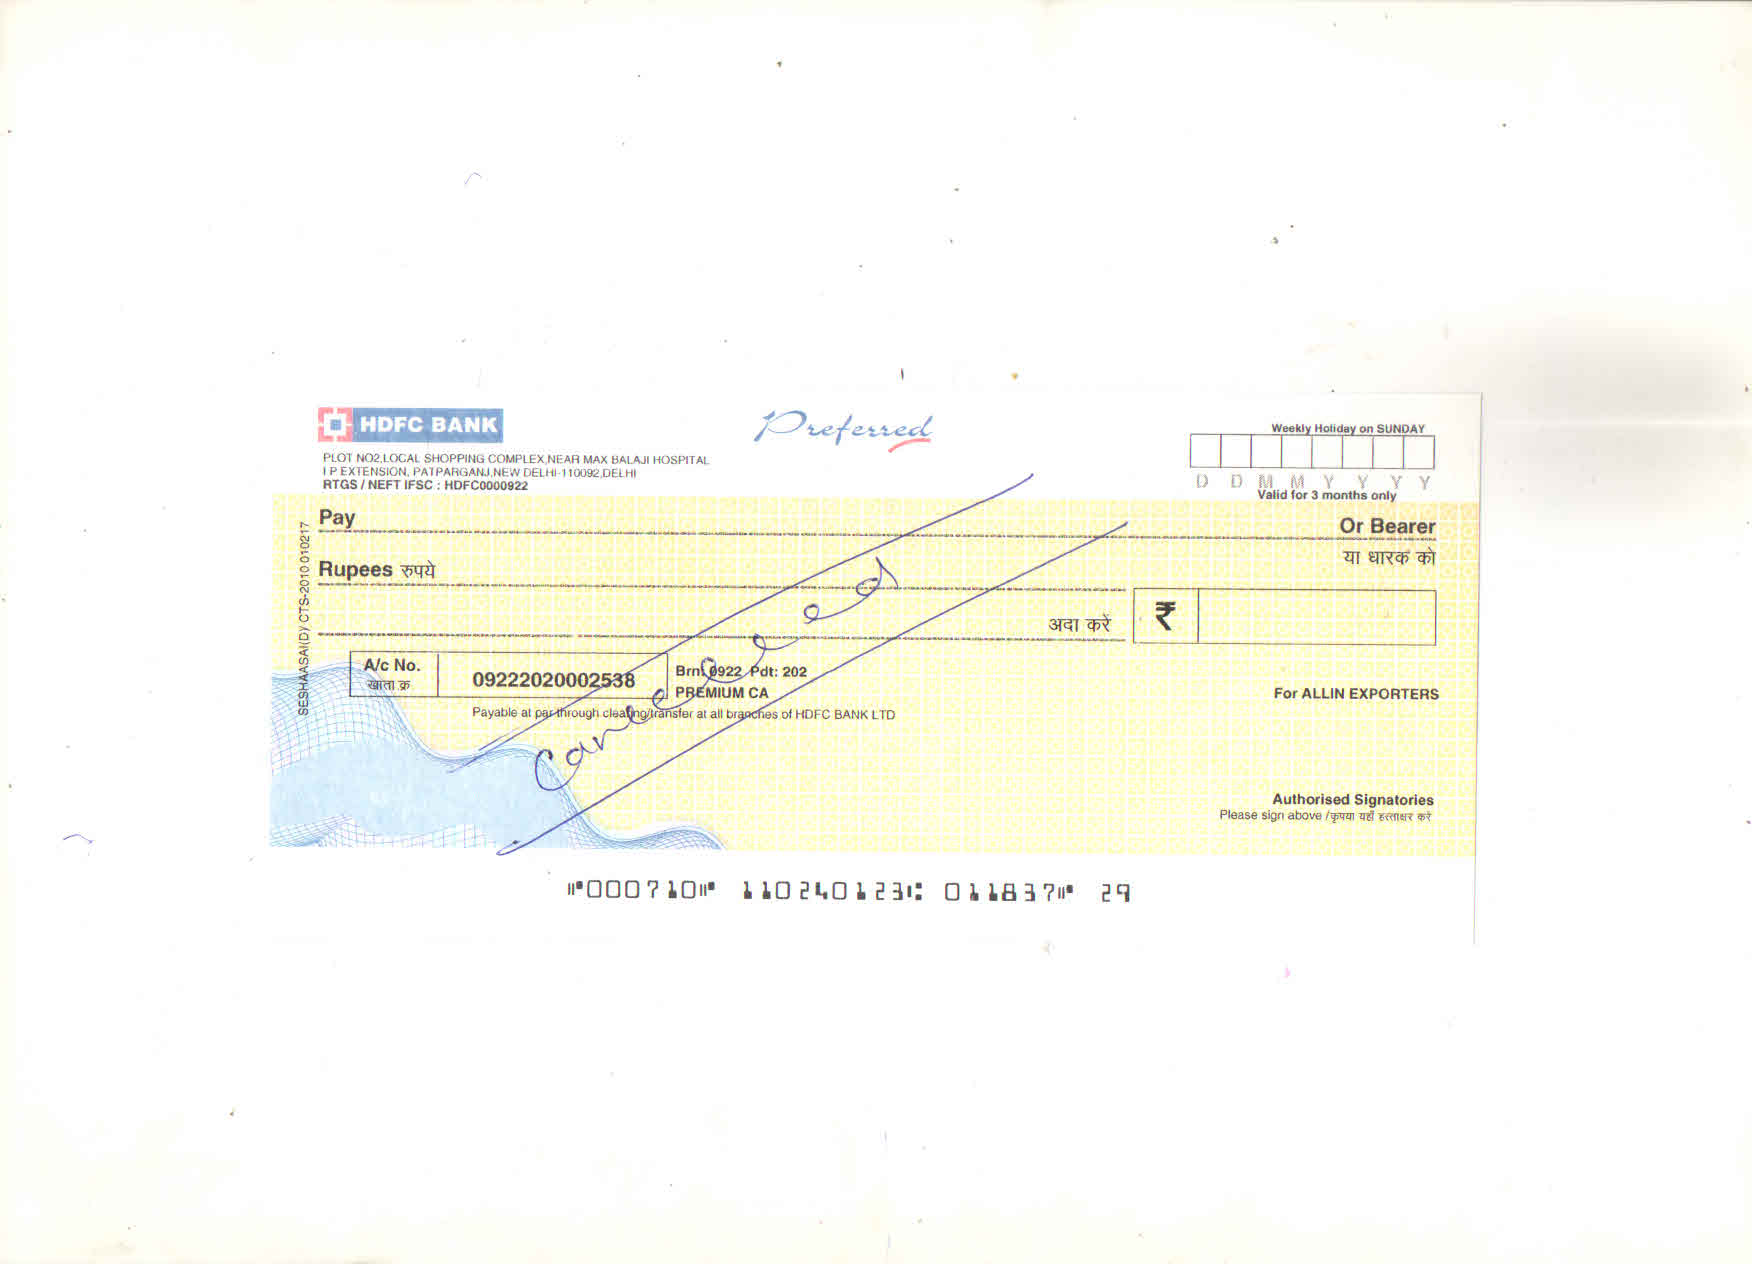 HDFC BANK
Preferred
PLOT NO2,LOCAL SHOPPING COMPLEX,NEAR MAX BALAJI HOSPITAL
I P EXTENSION, PATPARGANJ,NEW DELHI-110092,DELHI
RTGS / NEFT IFSC : HDFC0000922
Weekly Holiday on SUNDAY
D D M M Y Y Y Y
Valid for 3 months only
Pay
Or Bearer
या धारक को
Rupees रुपये
अदा करें
₹
A/c No.
खाता क्र
09222020002538
Brn: 0922 Pdt: 202
PREMIUM CA
Payable at par through clearing/transfer at all branches of HDFC BANK LTD
Cancelled
For ALLIN EXPORTERS
Authorised Signatories
Please sign above /कृपया यहाँ हस्ताक्षर करें
SESHAASAI(D)/ CTS-2010 010217
⑈000710⑈ 110240123⑆ 011837⑈ 29